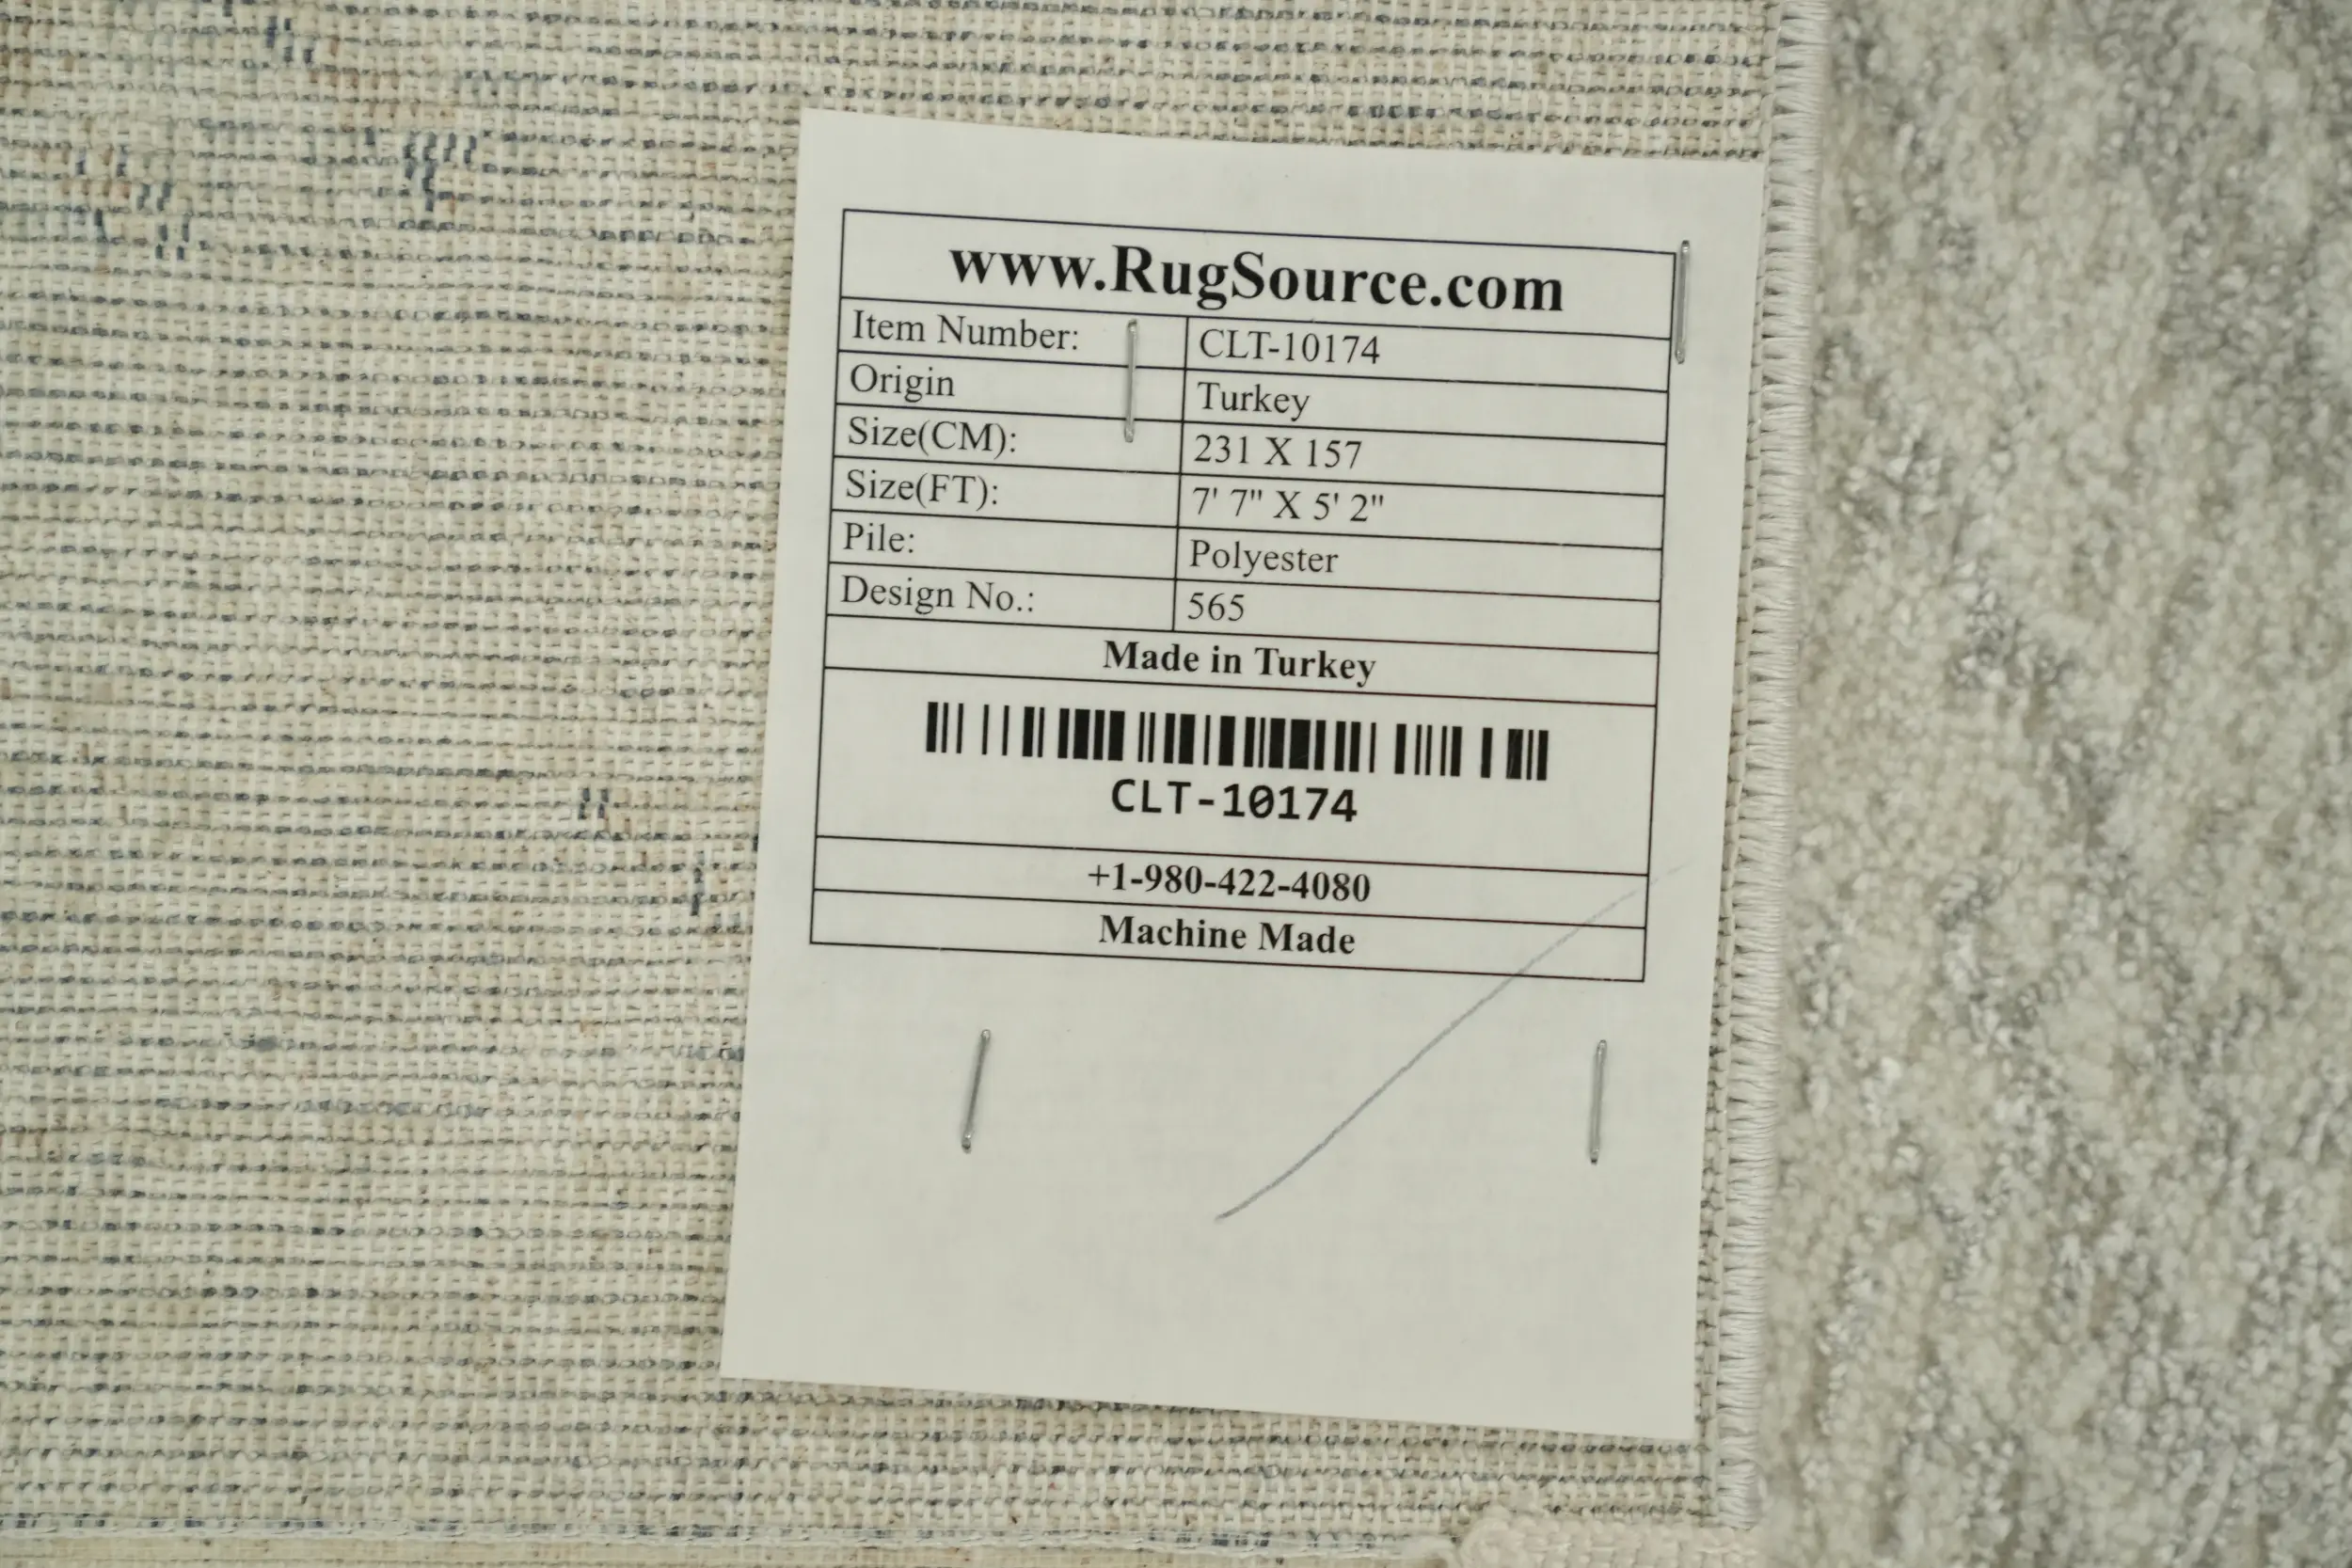 www.RugSource.com
Item Number: CLT-10174
Origin Turkey
Size(CM): 231 X 157
Size(FT): 7' 7" X 5' 2"
Pile: Polyester
Design No.: 565
Made in Turkey
CLT-10174
+1-980-422-4080
Machine Made